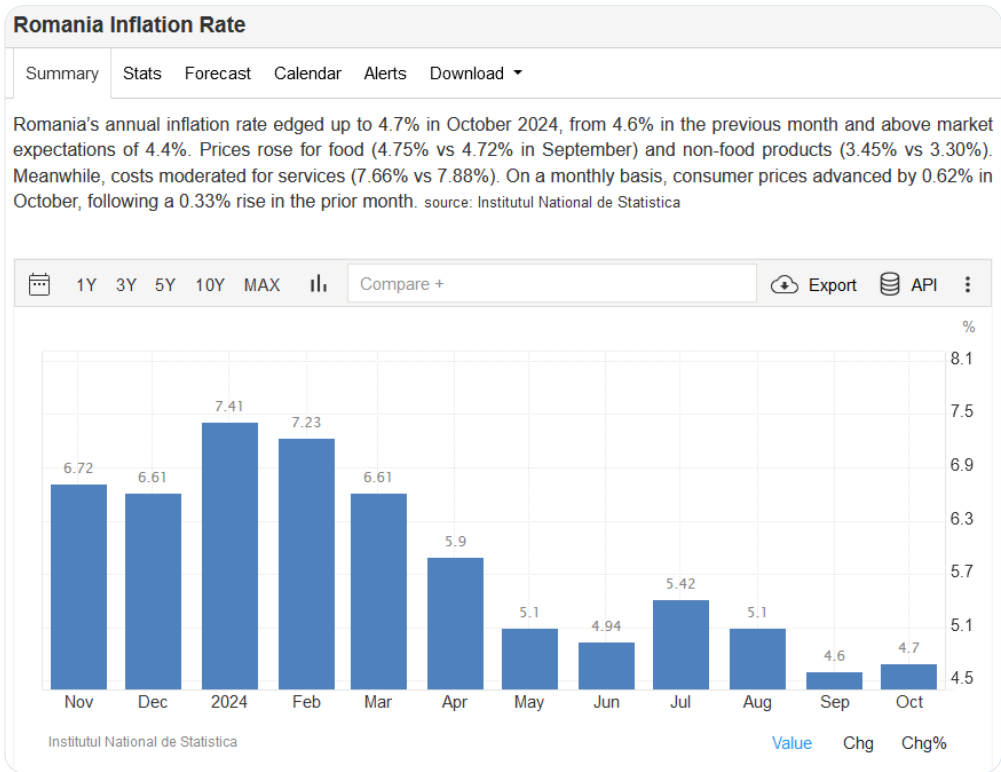 Romania Inflation Rate
Summary Stats Forecast Calendar Alerts Download
Romania's annual inflation rate edged up to 4.7% in October 2024, from 4.6% in the previous month and above market
expectations of 4.4%. Prices rose for food (4.75% vs 4.72% in September) and non-food products (3.45% vs 3.30%).
Meanwhile, costs moderated for services (7.66% vs 7.88%). On a monthly basis, consumer prices advanced by 0.62% in
October, following a 0.33% rise in the prior month. source: Institutul National de Statistica
1Y 3Y 5Y 10Y MAX Compare + Export API
%
8.1
7.41
7.5
7.23
6.72
6.9
6.61
6.61
6.3
5.9
5.7
5.42
5.1
4.94
5.1
5.1
4.6
4.7
4.5
Nov Dec 2024 Feb Mar Apr May Jun Jul Aug Sep Oct
Institutul National de Statistica
Value Chg Chg%